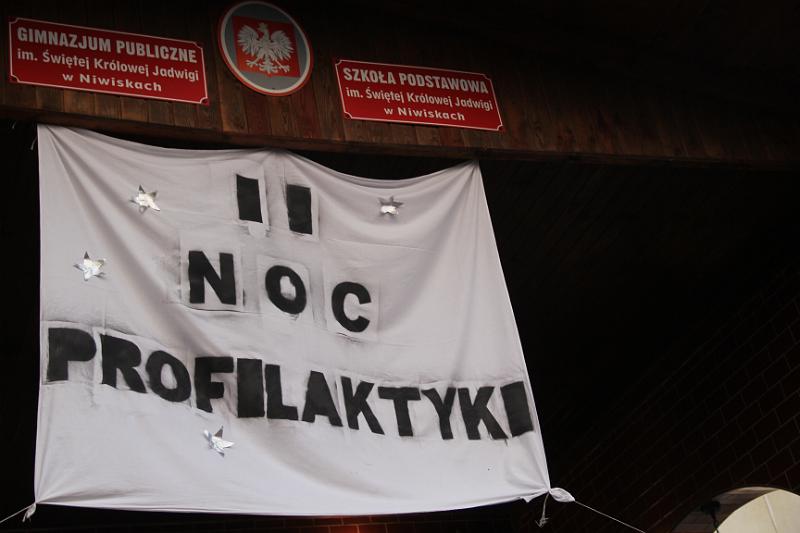 GIMNAZJUM PUBLICZNE
im. Świętej Królowej Jadwigi
w Niwiskach
SZKOŁA PODSTAWOWA
im. Świętej Królowej Jadwigi
w Niwiskach
II
NOC
PROFILAKTYKI